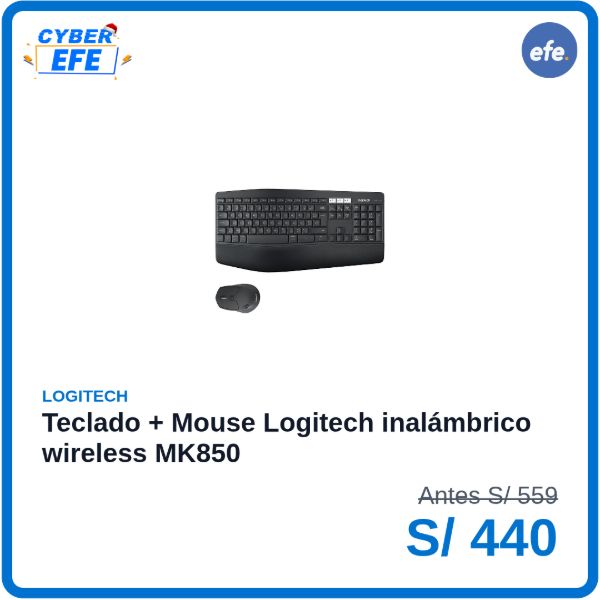 CYBER
EFE
efe.
LOGITECH
Teclado + Mouse Logitech inalámbrico
wireless MK850
Antes S/ 559
S/ 440